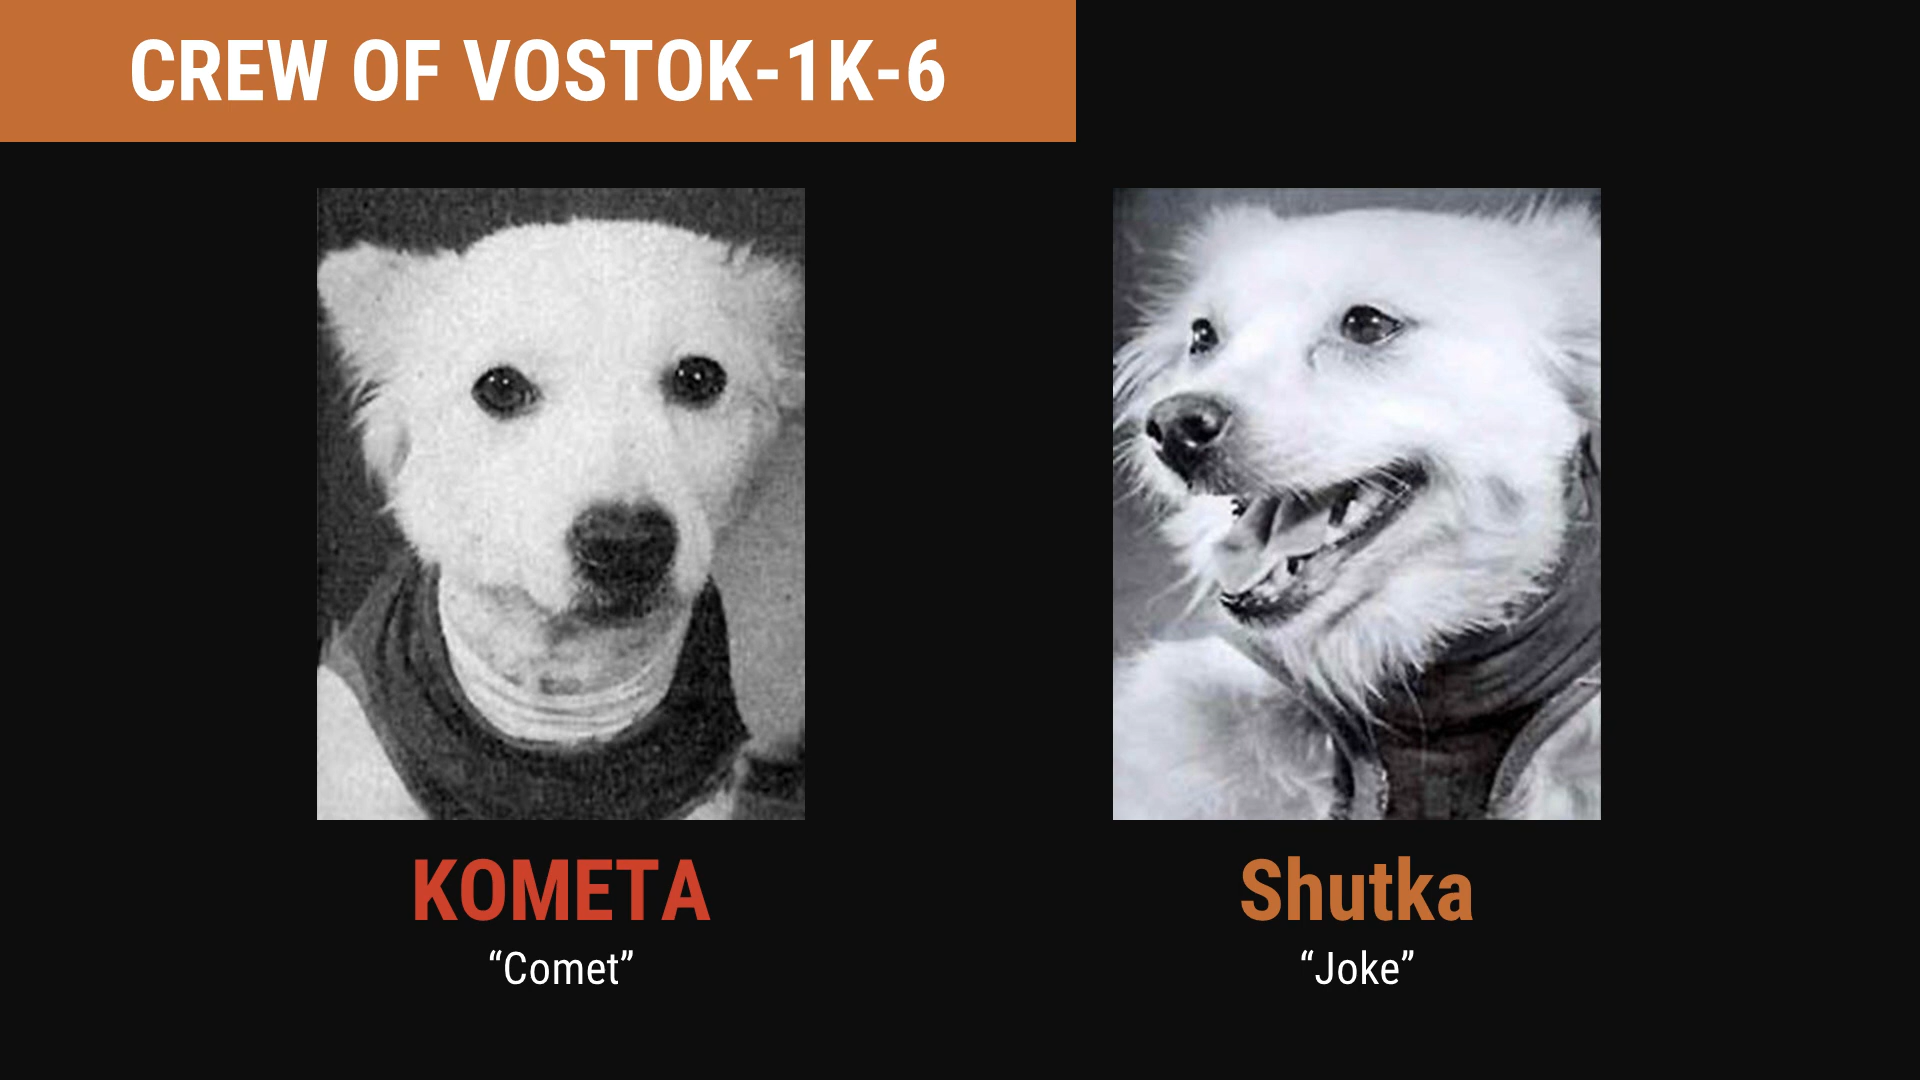 CREW OF VOSTOK-1K-6
KOMETA
“Comet”
Shutka
“Joke”